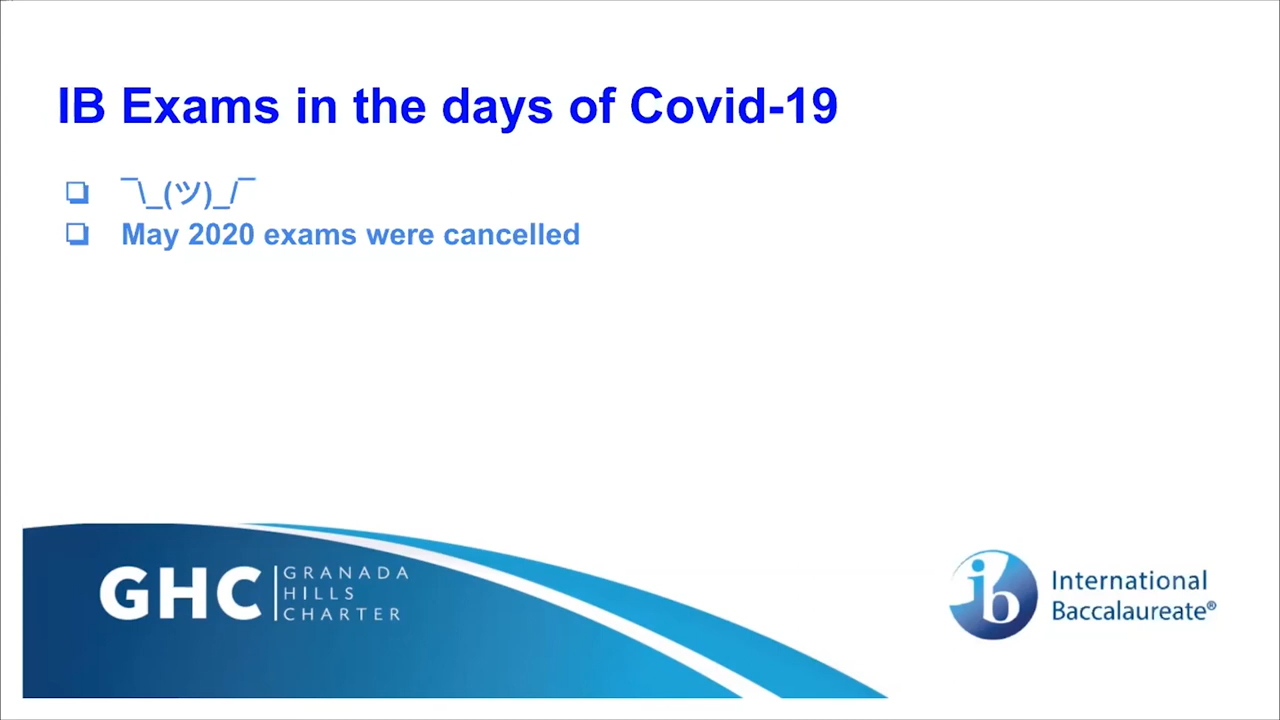 IB Exams in the days of Covid-19
❏ ¯\_(ツ)_/¯
❏ May 2020 exams were cancelled
GHC
GRANADA
HILLS
CHARTER
ib
International
Baccalaureate®